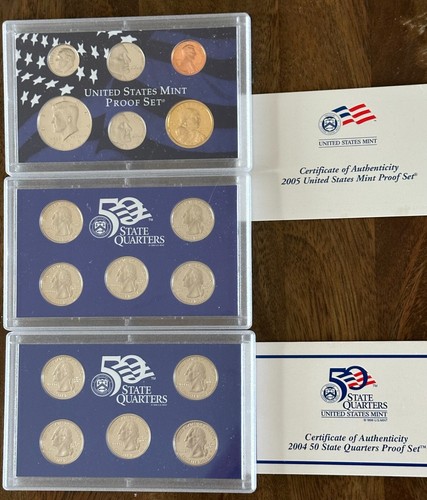 UNITED STATES MINT
PROOF SET
UNITED STATES MINT
Certificate of Authenticity
2005 United States Mint Proof Set®
50
STATE
QUARTERS
50
STATE
QUARTERS
50
STATE
QUARTERS
UNITED STATES MINT
Certificate of Authenticity
2004 50 State Quarters Proof Set™